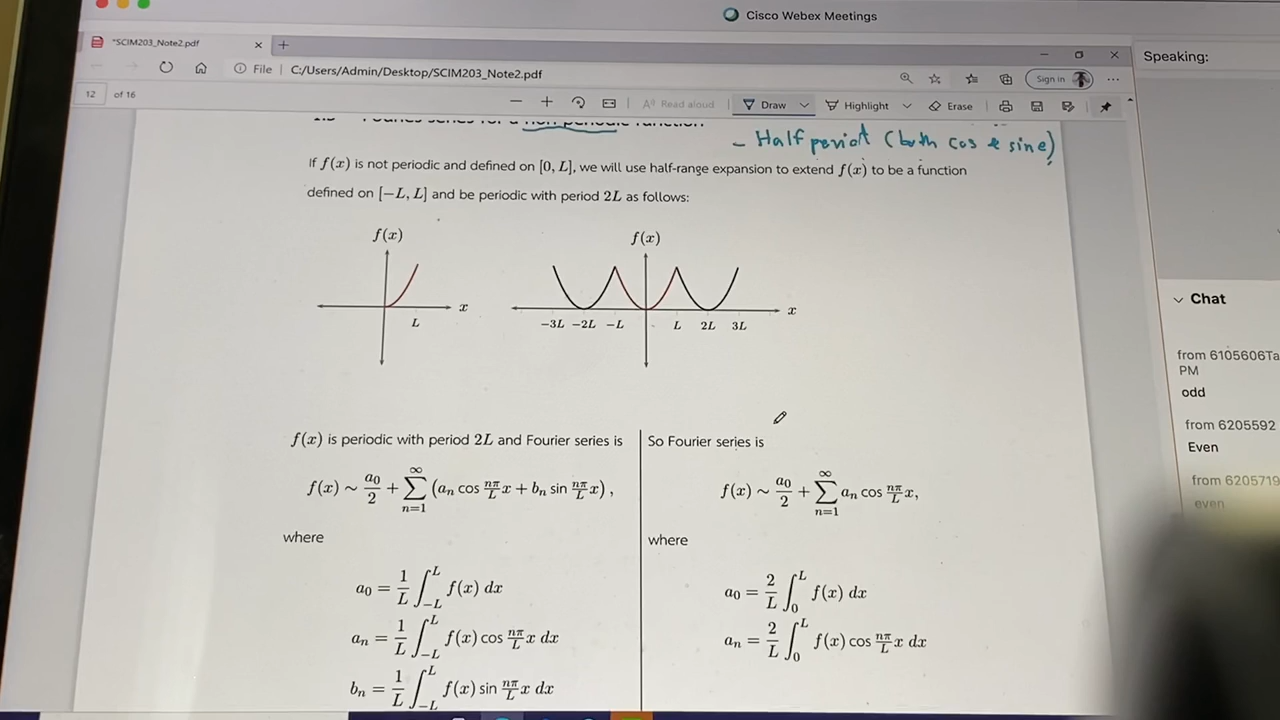 Cisco Webex Meetings
*SCIM203_Note2.pdf
File | C:/Users/Admin/Desktop/SCIM203_Note2.pdf
Sign in
12 of 16
Read aloud
Draw
Highlight
Erase
Speaking:
- Half period (both cos & sine)
If f(x) is not periodic and defined on [0, L], we will use half-range expansion to extend f(x) to be a function
defined on [−L, L] and be periodic with period 2L as follows:
f(x)
x
L
f(x)
x
−3L −2L −L L 2L 3L
f(x) is periodic with period 2L and Fourier series is
f(x) ~ a₀/2 + ∑_{n=1}^{∞} (aₙ cos nπ/L x + bₙ sin nπ/L x),
where
a₀ = 1/L ∫_{−L}^{L} f(x) dx
aₙ = 1/L ∫_{−L}^{L} f(x) cos nπ/L x dx
bₙ = 1/L ∫_{−L}^{L} f(x) sin nπ/L x dx
So Fourier series is
f(x) ~ a₀/2 + ∑_{n=1}^{∞} aₙ cos nπ/L x,
where
a₀ = 2/L ∫_{0}^{L} f(x) dx
aₙ = 2/L ∫_{0}^{L} f(x) cos nπ/L x dx
Chat
from 6105606Ta
PM
odd
from 6205592
Even
from 6205719
even